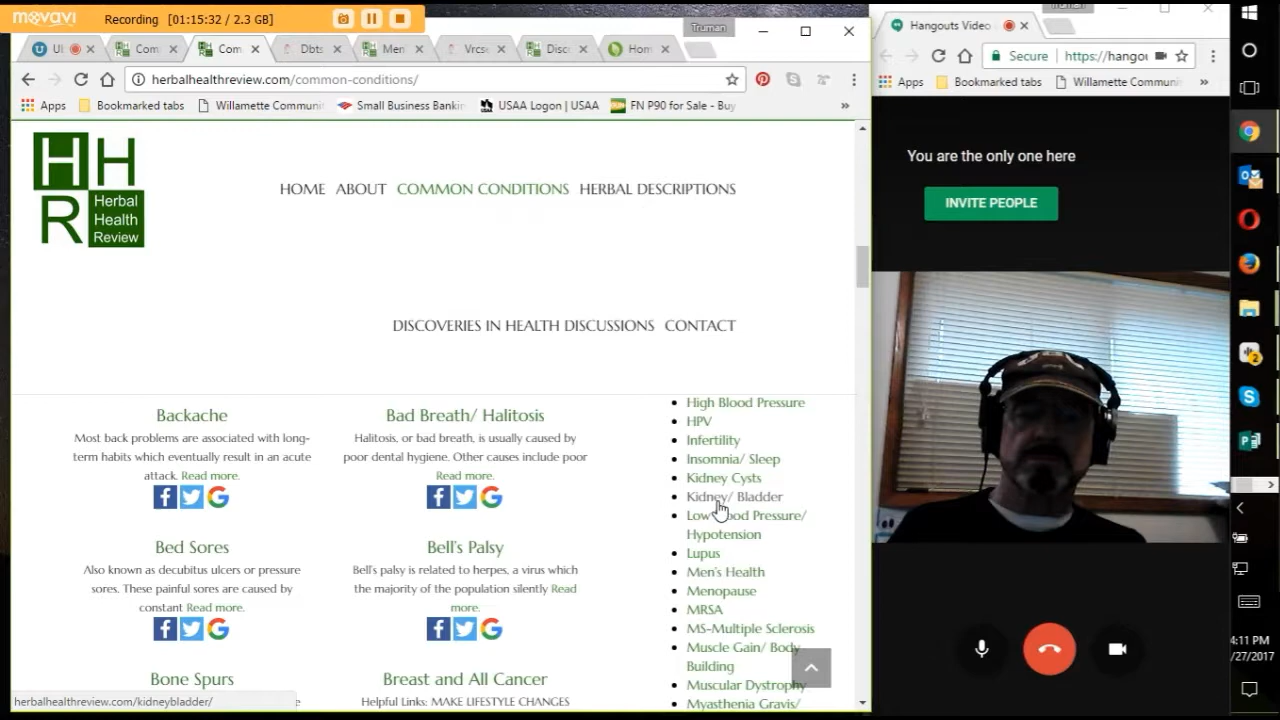 movavi
Recording [01:15:32 / 2.3 GB]
Truman
Com
Com
Dbts
Men
Vrcs
Disc
Hom
herbalhealthreview.com/common-conditions/
Apps
Bookmarked tabs
Willamette Commun
Small Business Bankin
USAA Logon | USAA
FN P90 for Sale - Buy
»
HH
R
Herbal
Health
Review
HOME ABOUT COMMON CONDITIONS HERBAL DESCRIPTIONS
DISCOVERIES IN HEALTH DISCUSSIONS CONTACT
Backache
Most back problems are associated with long-
term habits which eventually result in an acute
attack. Read more.
Bad Breath/ Halitosis
Halitosis, or bad breath, is usually caused by
poor dental hygiene. Other causes include poor
Read more.
Bed Sores
Also known as decubitus ulcers or pressure
sores. These painful sores are caused by
constant Read more.
Bell's Palsy
Bell's palsy is related to herpes, a virus which
the majority of the population silently Read
more.
Bone Spurs
Breast and All Cancer
Helpful Links: MAKE LIFESTYLE CHANGES
High Blood Pressure
HPV
Infertility
Insomnia/ Sleep
Kidney Cysts
Kidney/ Bladder
Low Blood Pressure/
Hypotension
Lupus
Men's Health
Menopause
MRSA
MS-Multiple Sclerosis
Muscle Gain/ Body
Building
Muscular Dystrophy
Myasthenia Gravis/
herbalhealthreview.com/kidneybladder/
Hangouts Video
Secure
https://hangou
Apps
Bookmarked tabs
Willamette Commun
»
You are the only one here
INVITE PEOPLE
2
4:11 PM
/27/2017